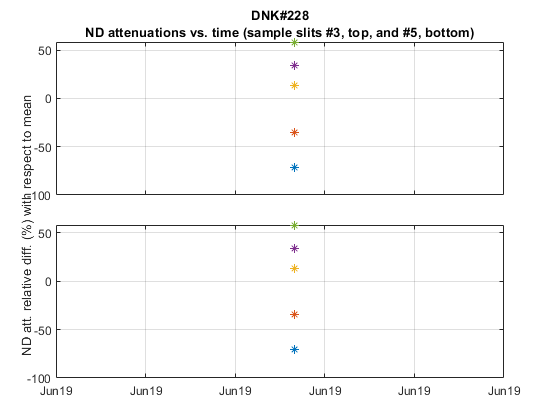 DNK#228
ND attenuations vs. time (sample slits #3, top, and #5, bottom)
50
0
-50
-100
ND att. relative diff. (%) with respect to mean
50
0
-50
-100
Jun19 Jun19 Jun19 Jun19 Jun19 Jun19